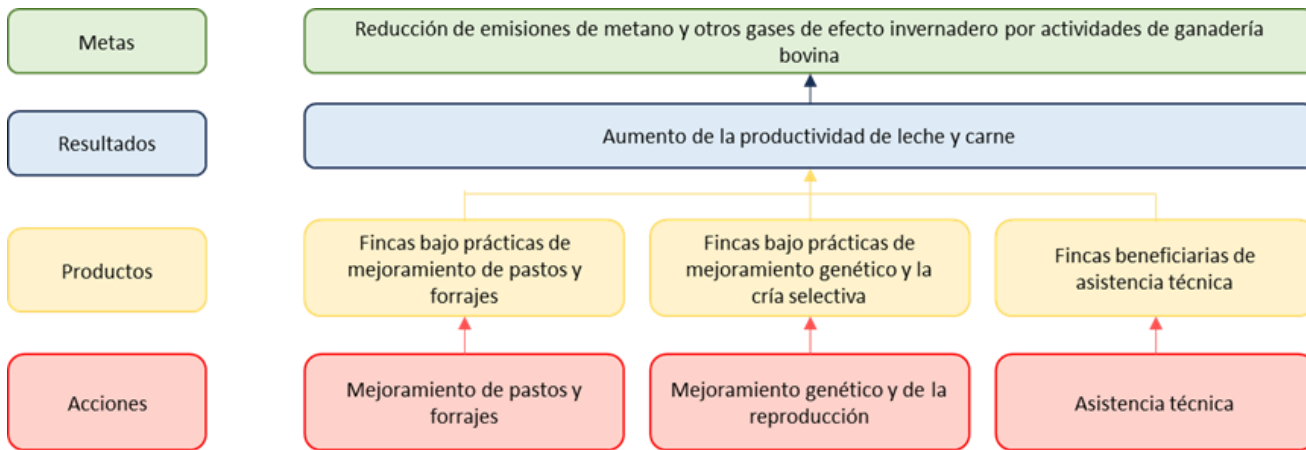 Metas
Reducción de emisiones de metano y otros gases de efecto invernadero por actividades de ganadería
bovina
Resultados
Aumento de la productividad de leche y carne
Productos
Fincas bajo prácticas de
mejoramiento de pastos y
forrajes
Fincas bajo prácticas de
mejoramiento genético y la
cría selectiva
Fincas beneficiarias de
asistencia técnica
Acciones
Mejoramiento de pastos y
forrajes
Mejoramiento genético y de la
reproducción
Asistencia técnica